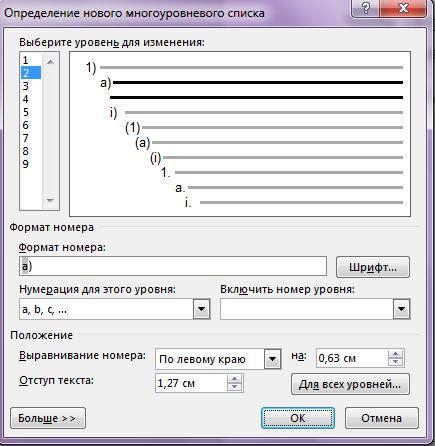 Определение нового многоуровневого списка
?
Выберите уровень для изменения:
1
2
3
4
5
6
7
8
9
1)
a)
i)
(1)
(a)
(i)
1.
a.
i.
Формат номера
Формат номера:
a)
Шрифт...
Нумерация для этого уровня: Включить номер уровня:
a, b, c, ...
Положение
Выравнивание номера: По левому краю на: 0,63 см
Отступ текста: 1,27 см Для всех уровней...
Больше >> ОК Отмена